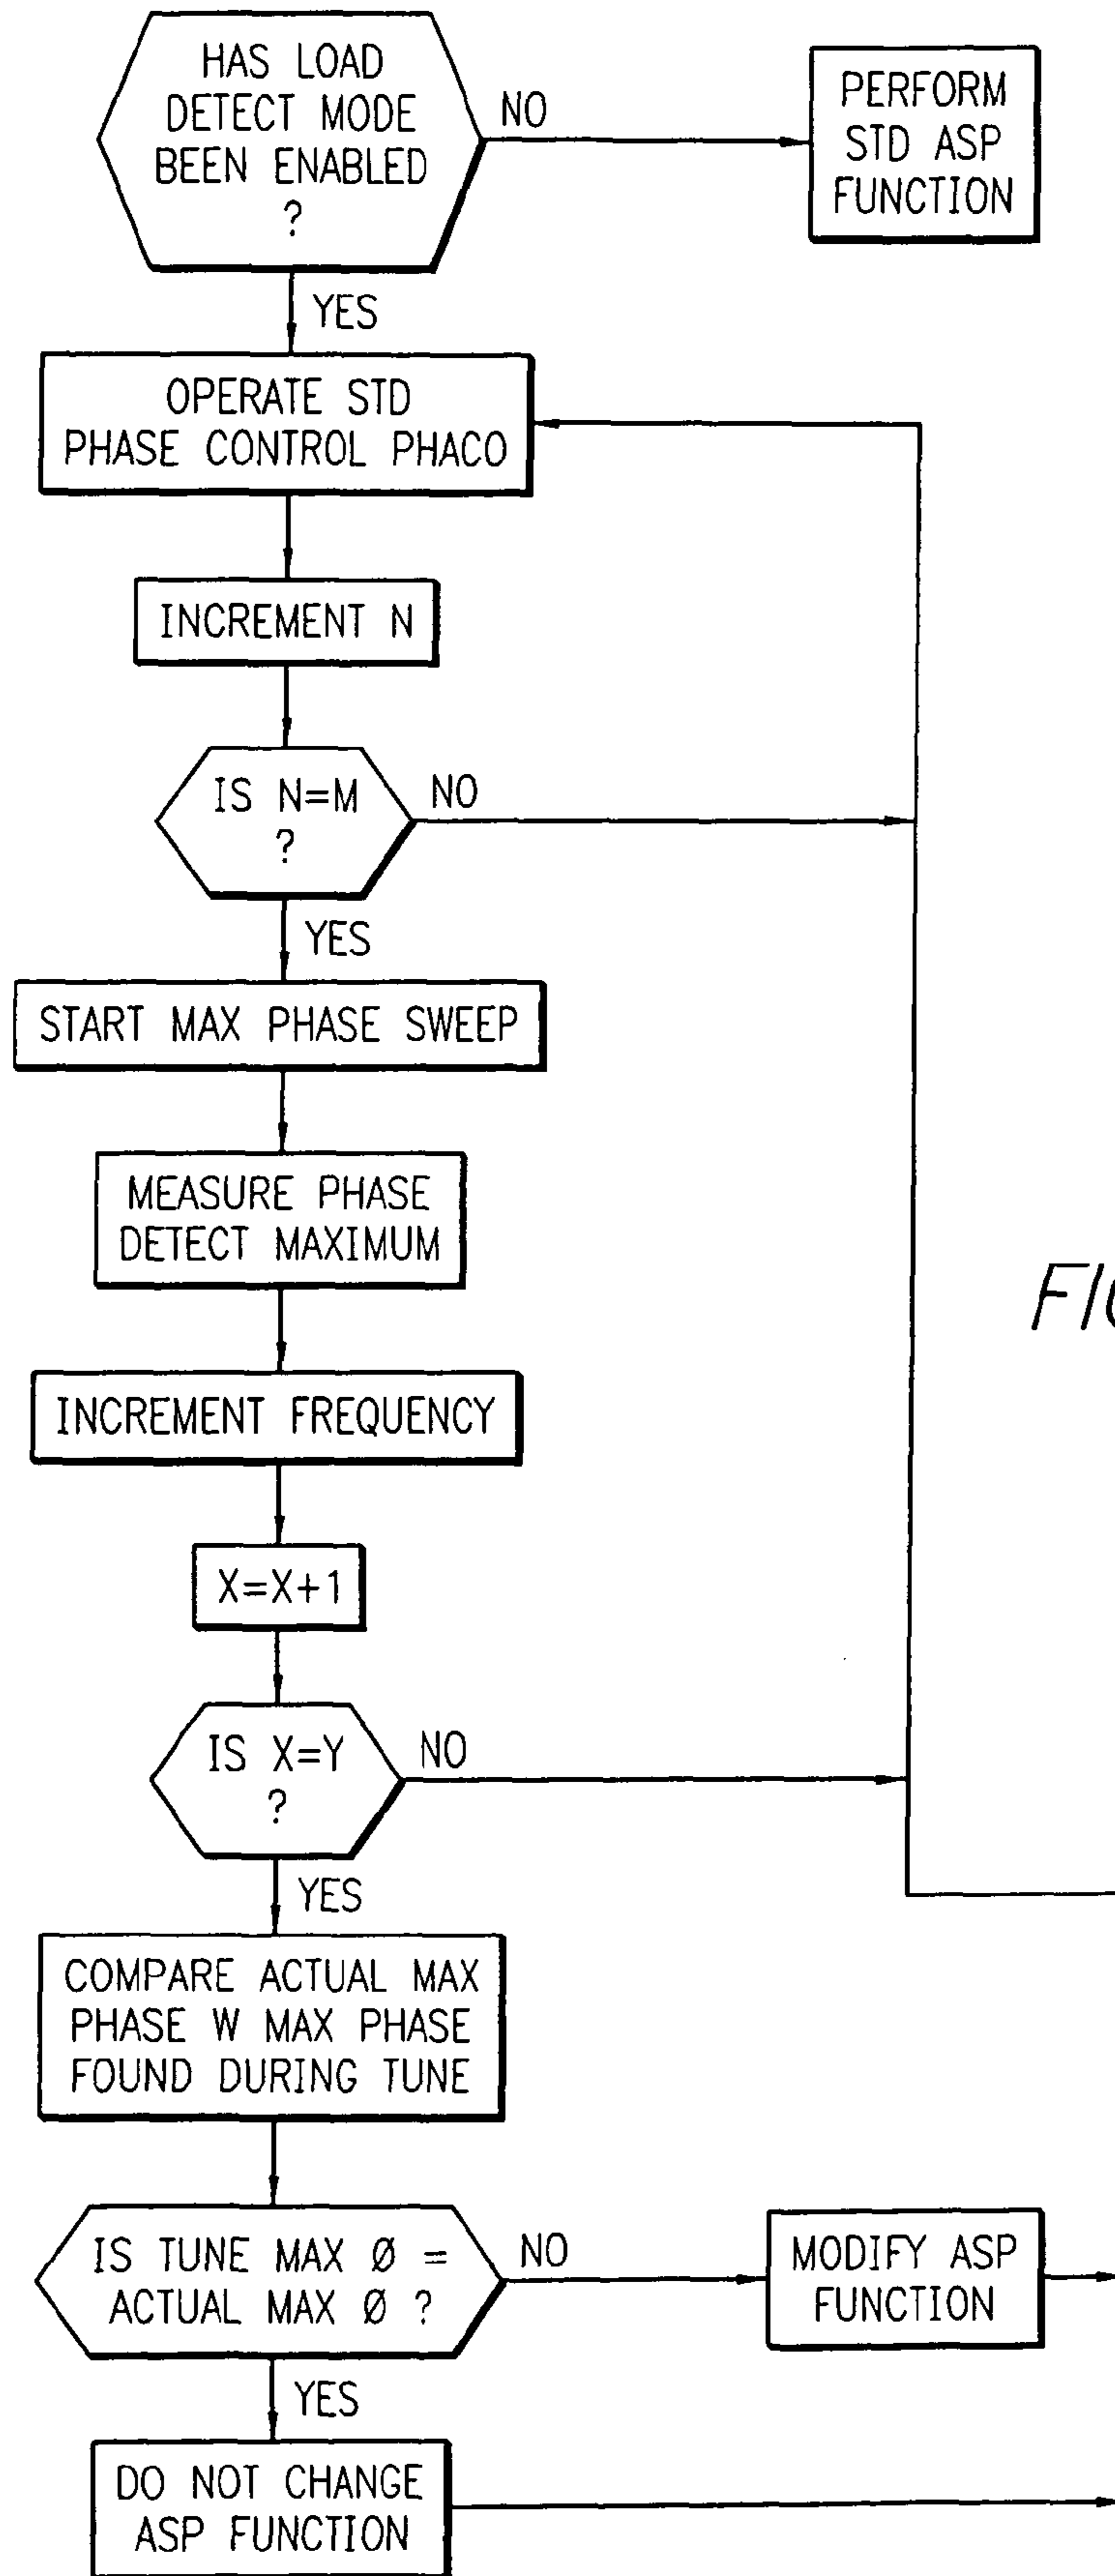 HAS LOAD
DETECT MODE
BEEN ENABLED
?
NO
PERFORM
STD ASP
FUNCTION
YES
OPERATE STD
PHASE CONTROL PHACO
INCREMENT N
IS N=M
?
NO
YES
START MAX PHASE SWEEP
MEASURE PHASE
DETECT MAXIMUM
INCREMENT FREQUENCY
X=X+1
IS X=Y
?
NO
YES
COMPARE ACTUAL MAX
PHASE W MAX PHASE
FOUND DURING TUNE
IS TUNE MAX Ø =
ACTUAL MAX Ø ?
NO
MODIFY ASP
FUNCTION
YES
DO NOT CHANGE
ASP FUNCTION